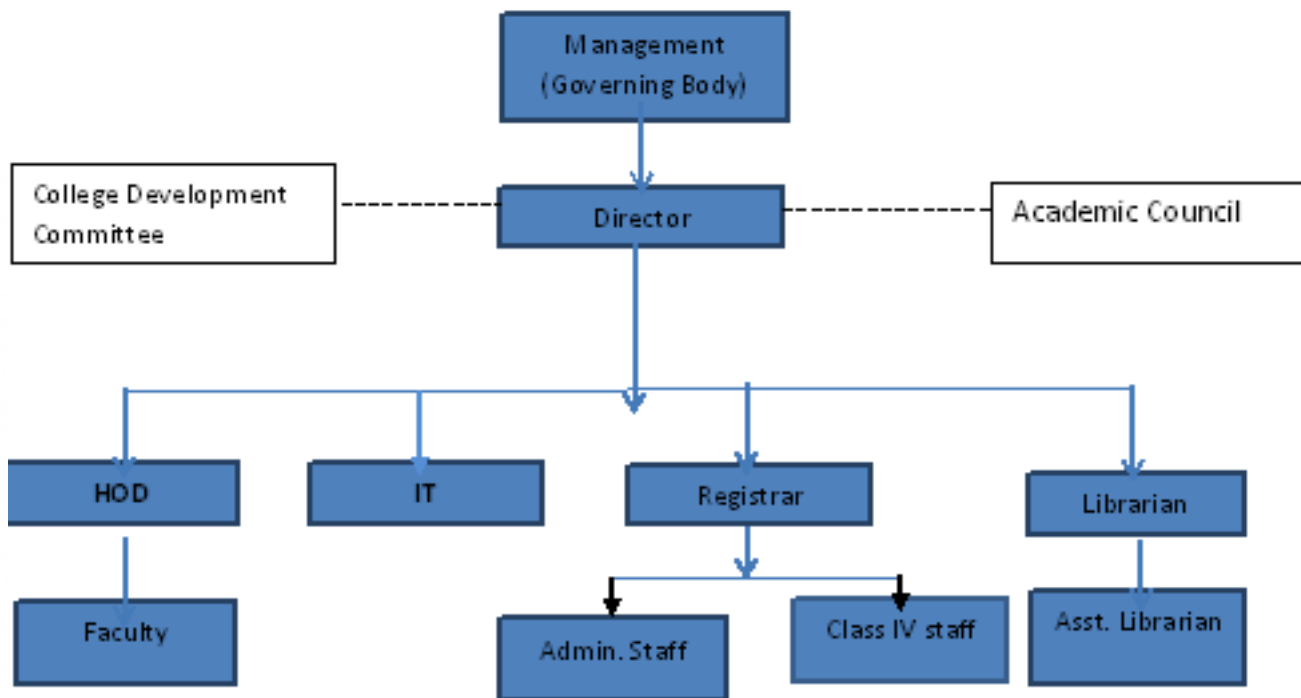 Management
(Governing Body)
College Development
Committee
Director
Academic Council
HOD
IT
Registrar
Librarian
Faculty
Admin. Staff
Class IV staff
Asst. Librarian